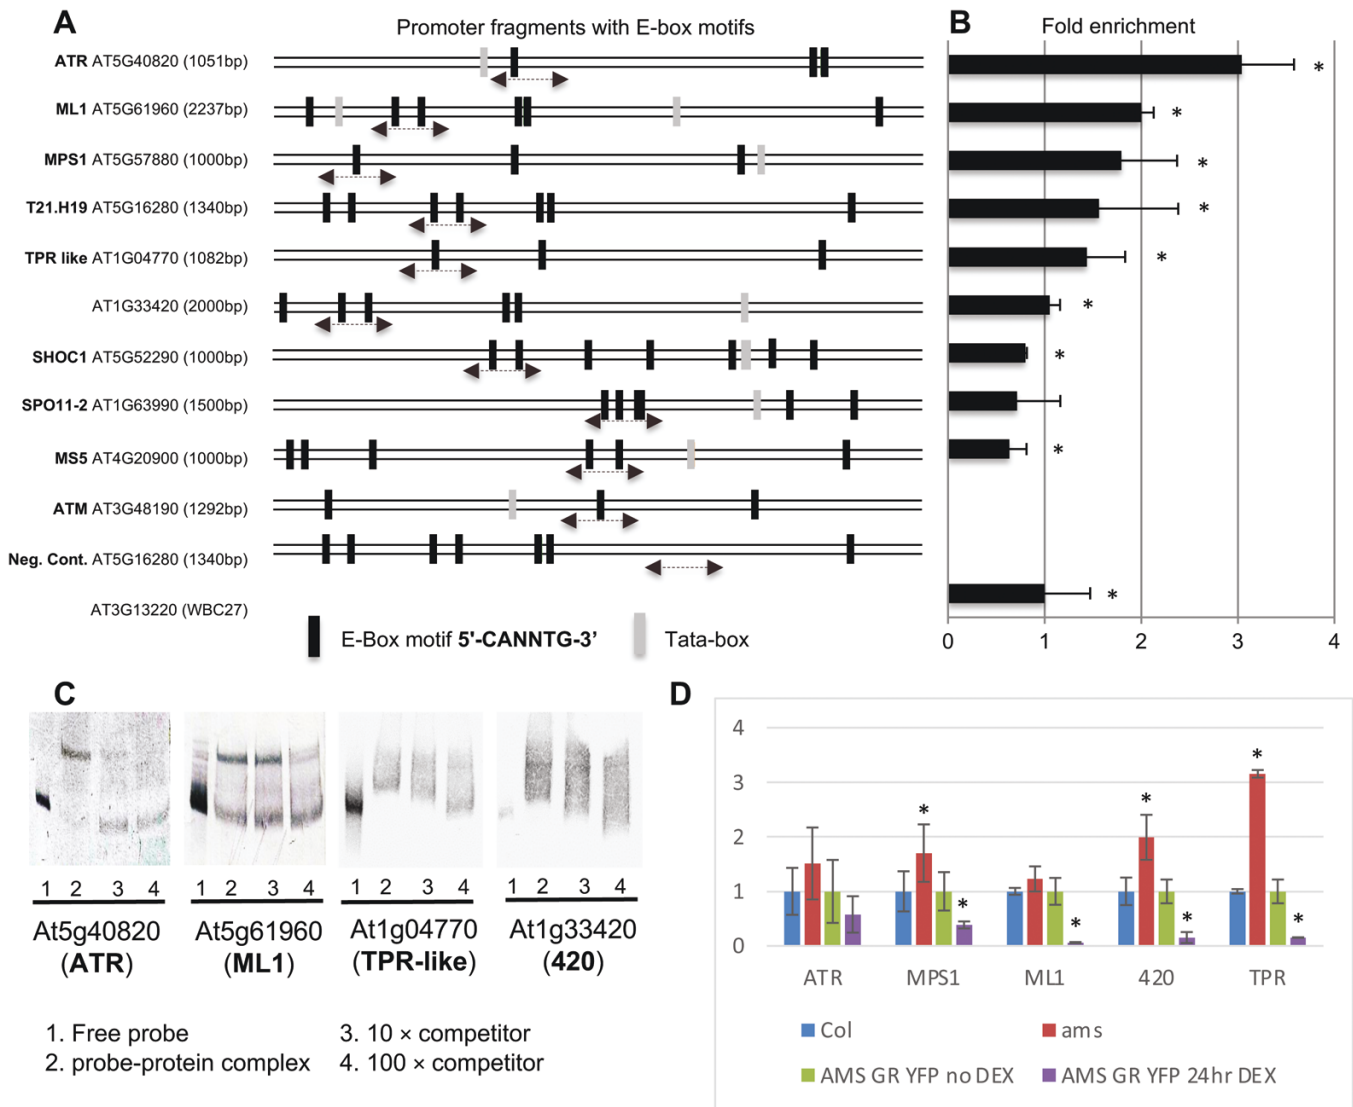 A
Promoter fragments with E-box motifs
ATR AT5G40820 (1051bp)
ML1 AT5G61960 (2237bp)
MPS1 AT5G57880 (1000bp)
T21.H19 AT5G16280 (1340bp)
TPR like AT1G04770 (1082bp)
AT1G33420 (2000bp)
SHOC1 AT5G52290 (1000bp)
SPO11-2 AT1G63990 (1500bp)
MS5 AT4G20900 (1000bp)
ATM AT3G48190 (1292bp)
Neg. Cont. AT5G16280 (1340bp)
AT3G13220 (WBC27)
E-Box motif 5'-CANNTG-3’
Tata-box
B
Fold enrichment
*
*
*
*
*
*
*
*
*
0 1 2 3 4
C
1 2 3 4
At5g40820
(ATR)
1 2 3 4
At5g61960
(ML1)
1 2 3 4
At1g04770
(TPR-like)
1 2 3 4
At1g33420
(420)
1. Free probe
2. probe-protein complex
3. 10 × competitor
4. 100 × competitor
D
4
3
2
1
0
*
*
*
*
*
*
*
ATR MPS1 ML1 420 TPR
Col
ams
AMS GR YFP no DEX
AMS GR YFP 24hr DEX